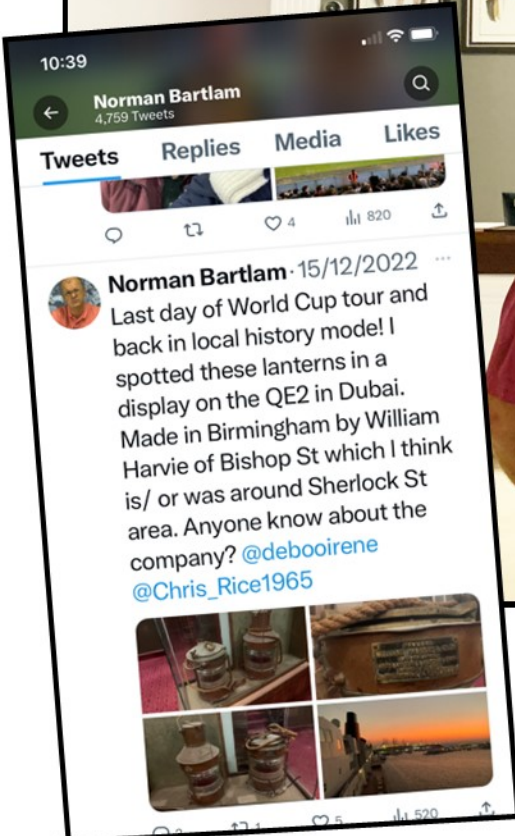 10:39
Norman Bartlam
4,759 Tweets
Tweets Replies Media Likes
4 820
Norman Bartlam · 15/12/2022 ...
Last day of World Cup tour and
back in local history mode! I
spotted these lanterns in a
display on the QE2 in Dubai.
Made in Birmingham by William
Harvie of Bishop St which I think
is/ or was around Sherlock St
area. Anyone know about the
company? @debooirene
@Chris_Rice1965
2 1 5 520